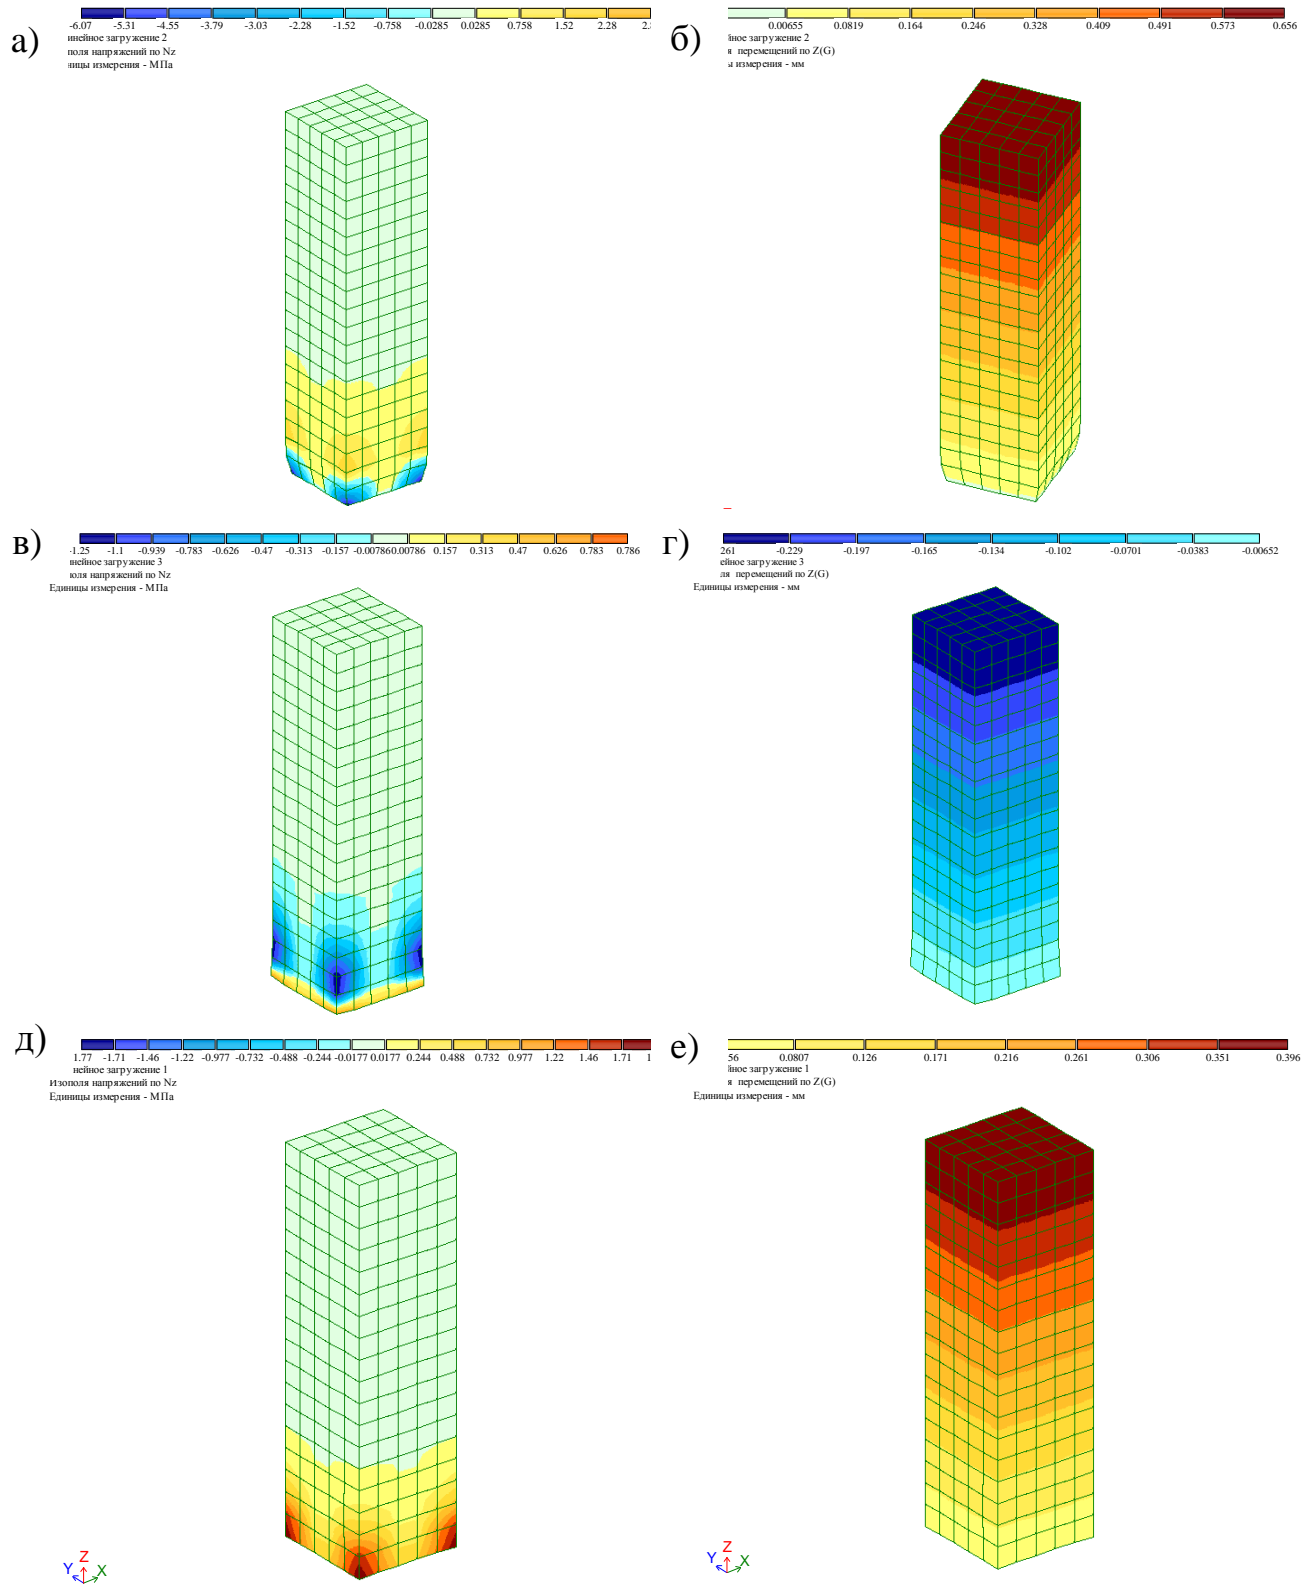 а)
-6.07 -5.31 -4.55 -3.79 -3.03 -2.28 -1.52 -0.758 -0.0285 0.0285 0.758 1.52 2.28
инейное загружение 2
поля напряжений по Nz
ницы измерения - МПа
б)
0.00655 0.0819 0.164 0.246 0.328 0.409 0.491 0.573 0.656
ное загружение 2
я перемещений по Z(G)
ы измерения - мм
в)
-1.25 -1.1 -0.939 -0.783 -0.626 -0.47 -0.313 -0.157 -0.00786 0.00786 0.157 0.313 0.47 0.626 0.783 0.786
нейное загружение 3
поля напряжений по Nz
Единицы измерения - МПа
г)
261 -0.229 -0.197 -0.165 -0.134 -0.102 -0.0701 -0.0383 -0.00652
ейное загружение 3
ля перемещений по Z(G)
Единицы измерения - мм
д)
1.77 -1.71 -1.46 -1.22 -0.977 -0.732 -0.488 -0.244 -0.0177 0.0177 0.244 0.488 0.732 0.977 1.22 1.46 1.71 1
нейное загружение 1
Изополя напряжений по Nz
Единицы измерения - МПа
е)
56 0.0807 0.126 0.171 0.216 0.261 0.306 0.351 0.396
ное загружение 1
я перемещений по Z(G)
Единицы измерения - мм
Z
Y X
Z
Y X